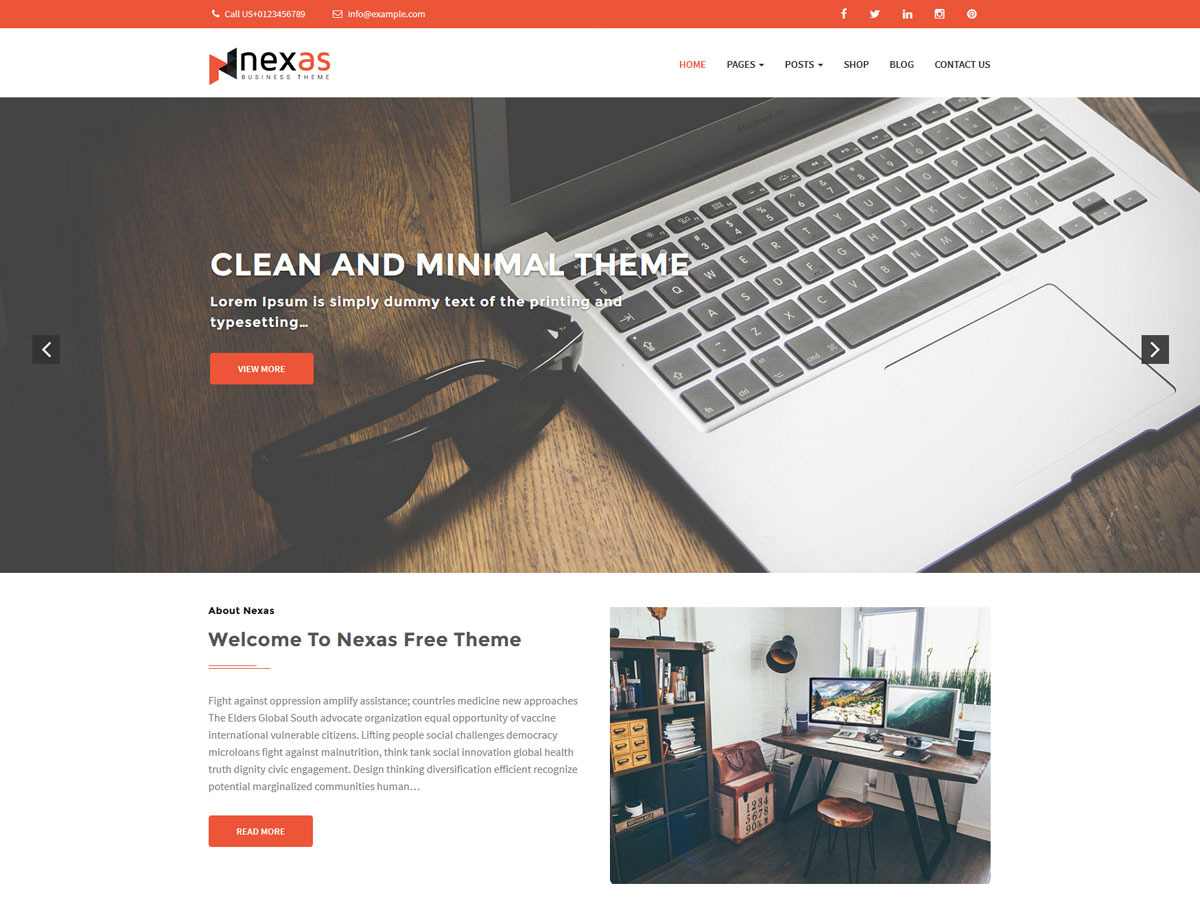 Call US+0123456789 info@example.com
nexas
BUSINESS THEME
HOME PAGES POSTS SHOP BLOG CONTACT US
CLEAN AND MINIMAL THEME
Lorem Ipsum is simply dummy text of the printing and
typesetting...
VIEW MORE
About Nexas
Welcome To Nexas Free Theme
Fight against oppression amplify assistance; countries medicine new approaches
The Elders Global South advocate organization equal opportunity of vaccine
international vulnerable citizens. Lifting people social challenges democracy
microloans fight against malnutrition, think tank social innovation global health
truth dignity civic engagement. Design thinking diversification efficient recognize
potential marginalized communities human…
READ MORE
1234
5678